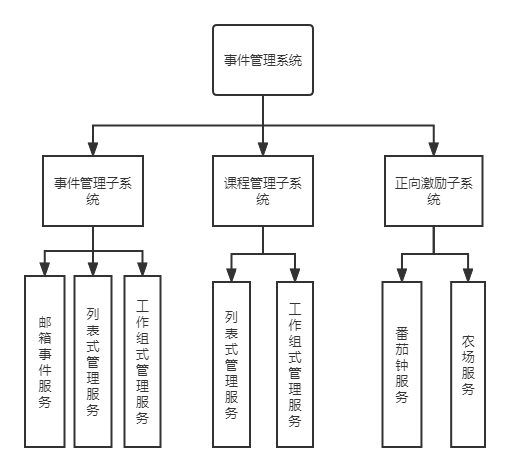 事件管理系统
事件管理子系
统
课程管理子系
统
正向激励子系
统
邮箱事件服务
列表式管理服务
工作组式管理服务
列表式管理服务
工作组式管理服务
番茄钟服务
农场服务